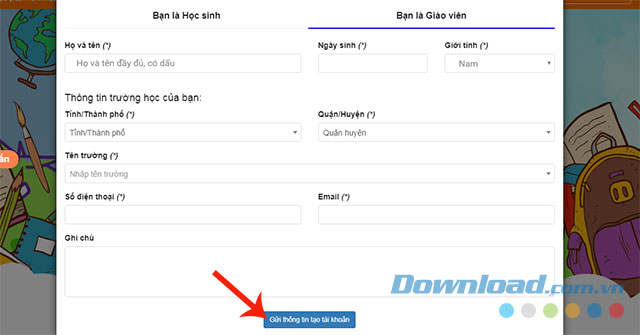 Bạn là Học sinh Bạn là Giáo viên
Họ và tên (*) Ngày sinh (*) Giới tính (*)
Họ và tên đầy đủ, có dấu Nam
Thông tin trường học của bạn:
Tỉnh/Thành phố (*) Quận/Huyện (*)
Tỉnh/Thành phố Quận huyện
Tên trường (*)
Nhập tên trường
Số điện thoại (*) Email (*)
Ghi chú
Download.com.vn
Gửi thông tin tạo tài khoản